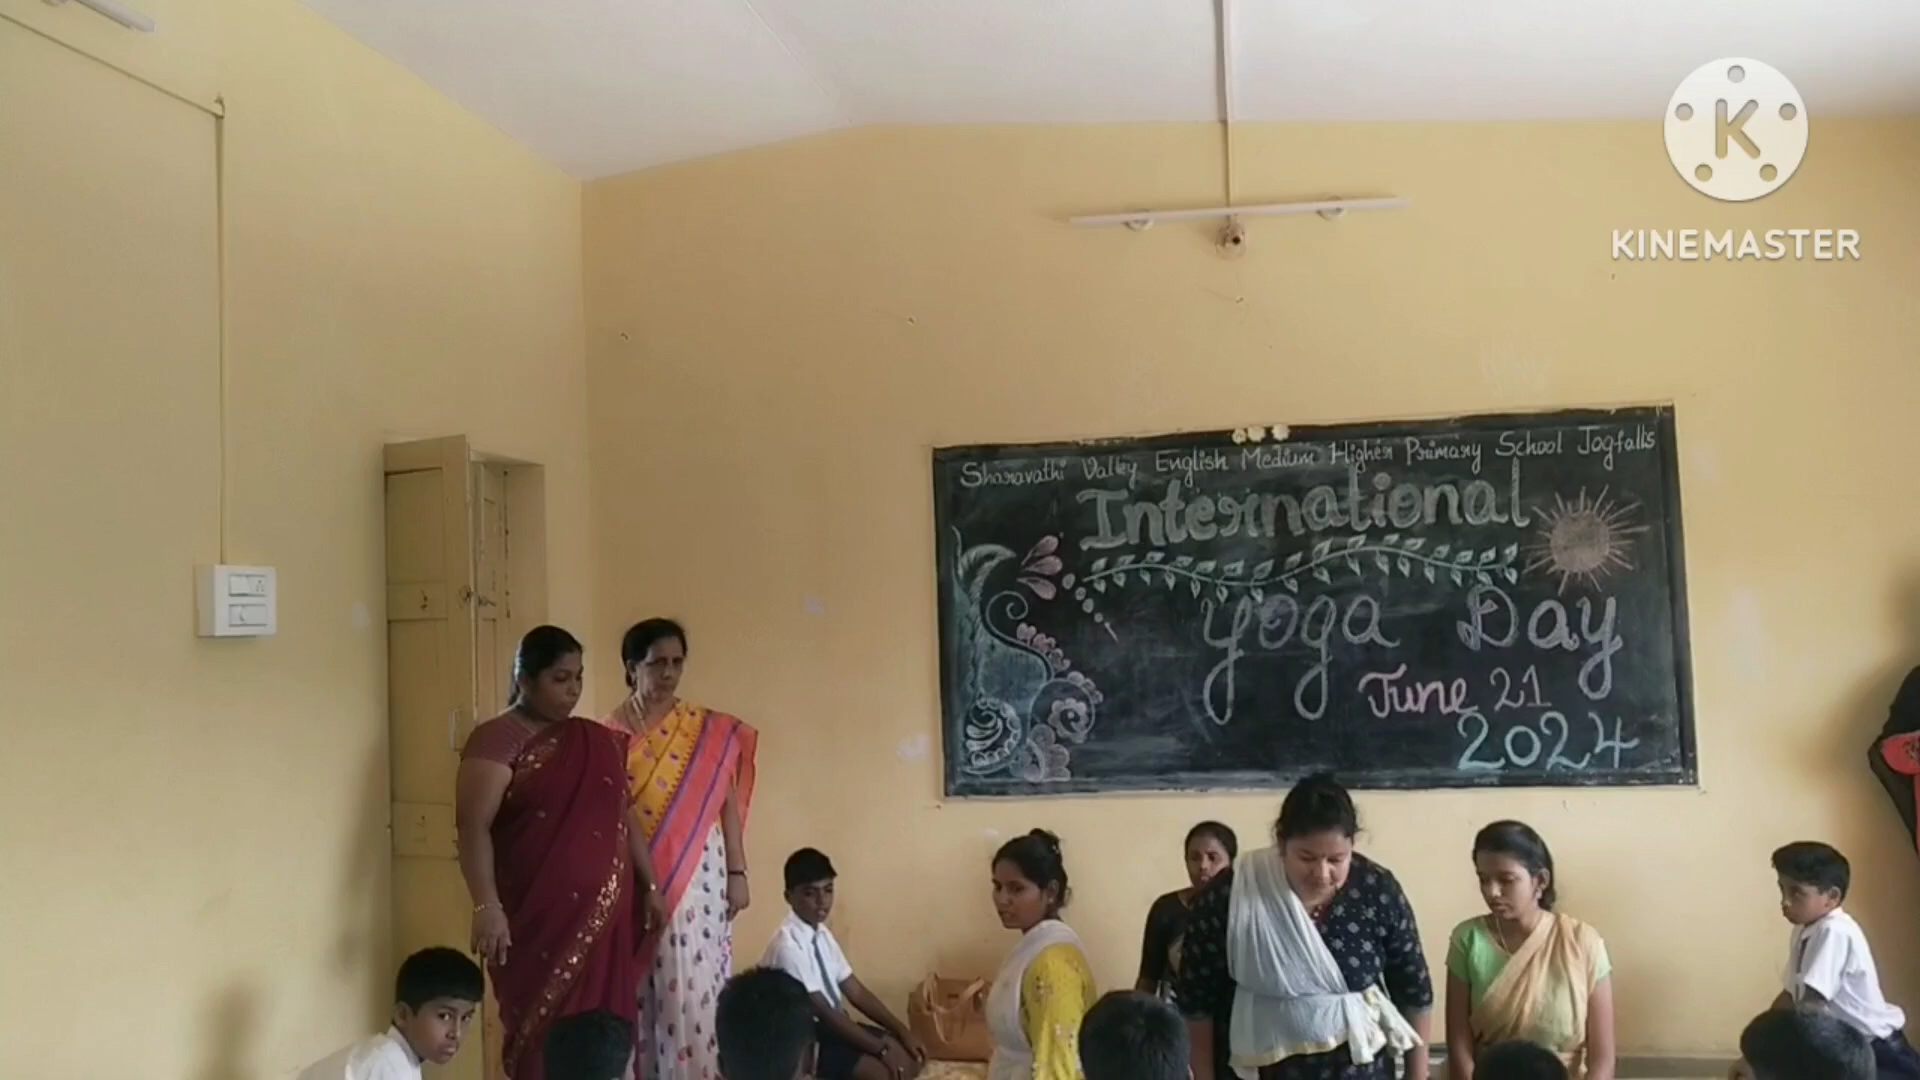 K
KINEMASTER
Sharavathi Valley English Medium Higher Primary School Jogfalls
International
Yoga Day
June 21
2024